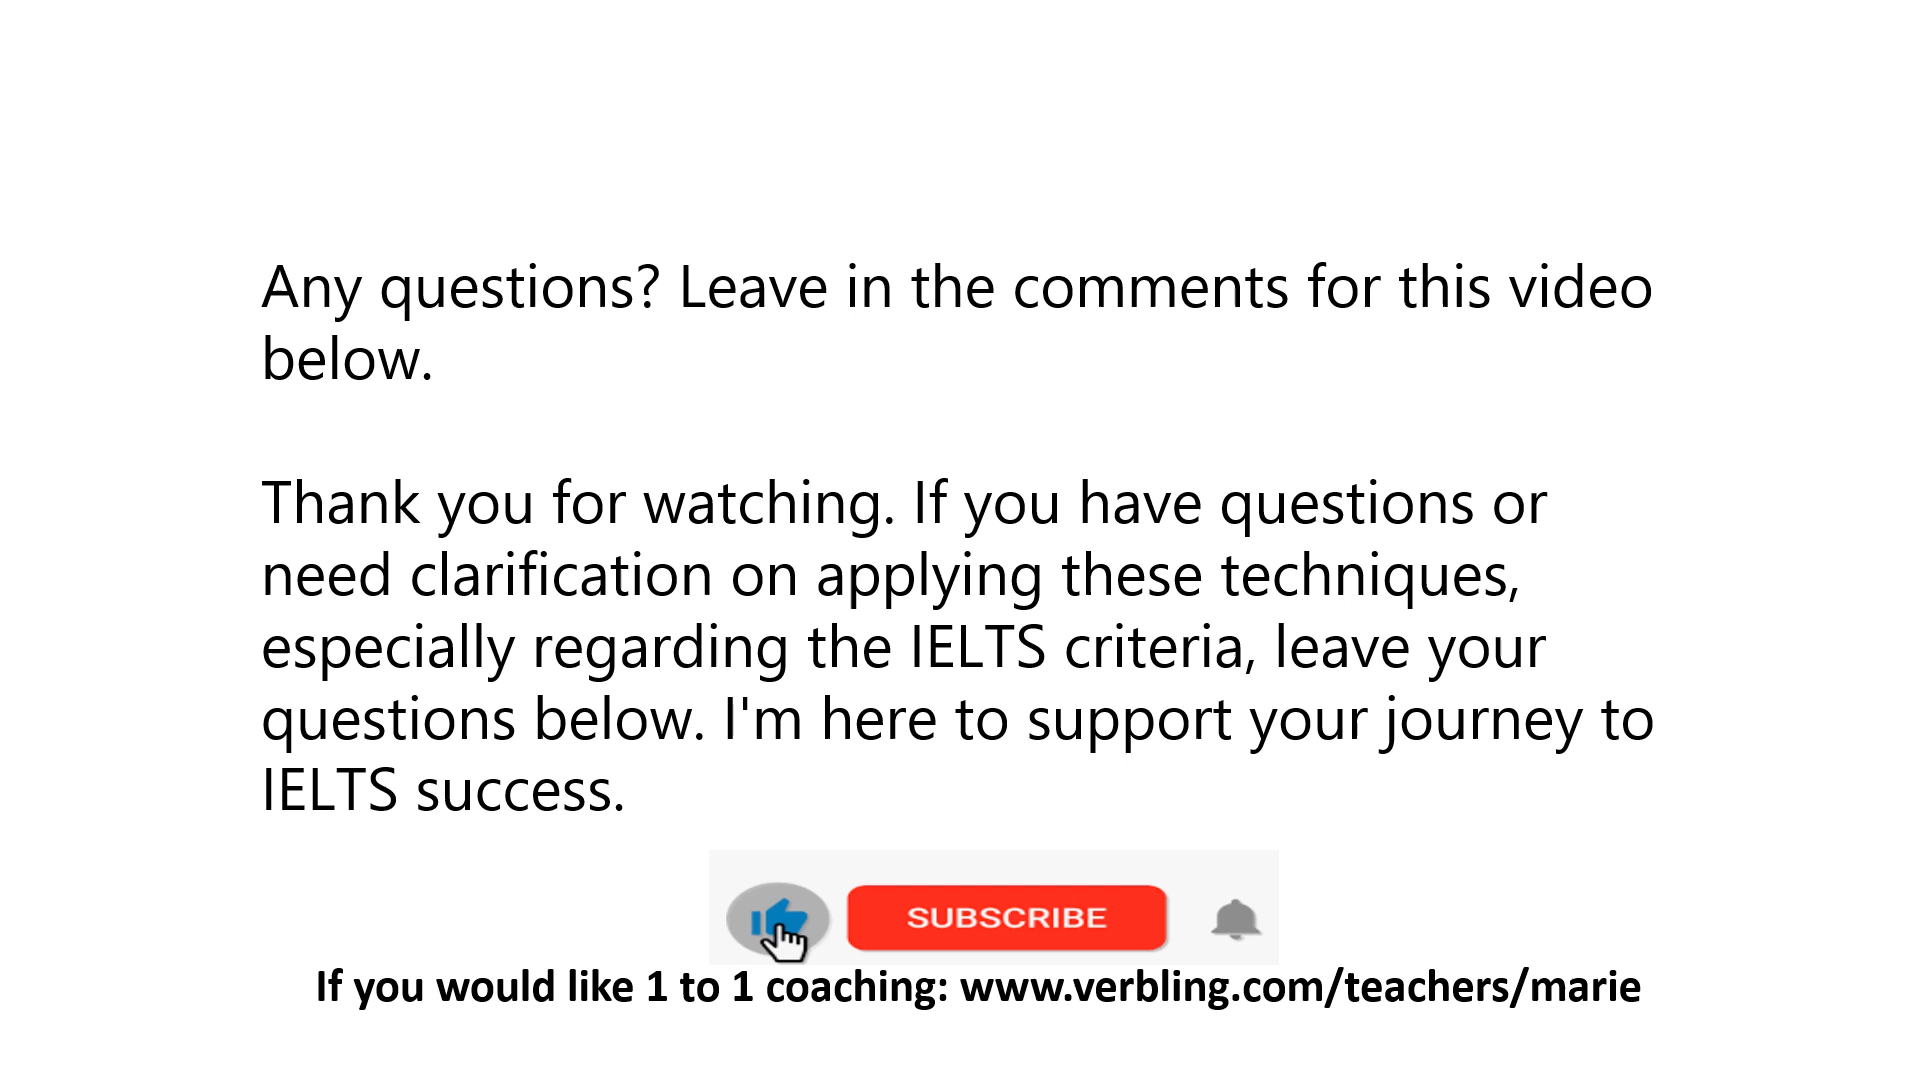 Any questions? Leave in the comments for this video
below.
Thank you for watching. If you have questions or
need clarification on applying these techniques,
especially regarding the IELTS criteria, leave your
questions below. I'm here to support your journey to
IELTS success.
SUBSCRIBE
If you would like 1 to 1 coaching: www.verbling.com/teachers/marie